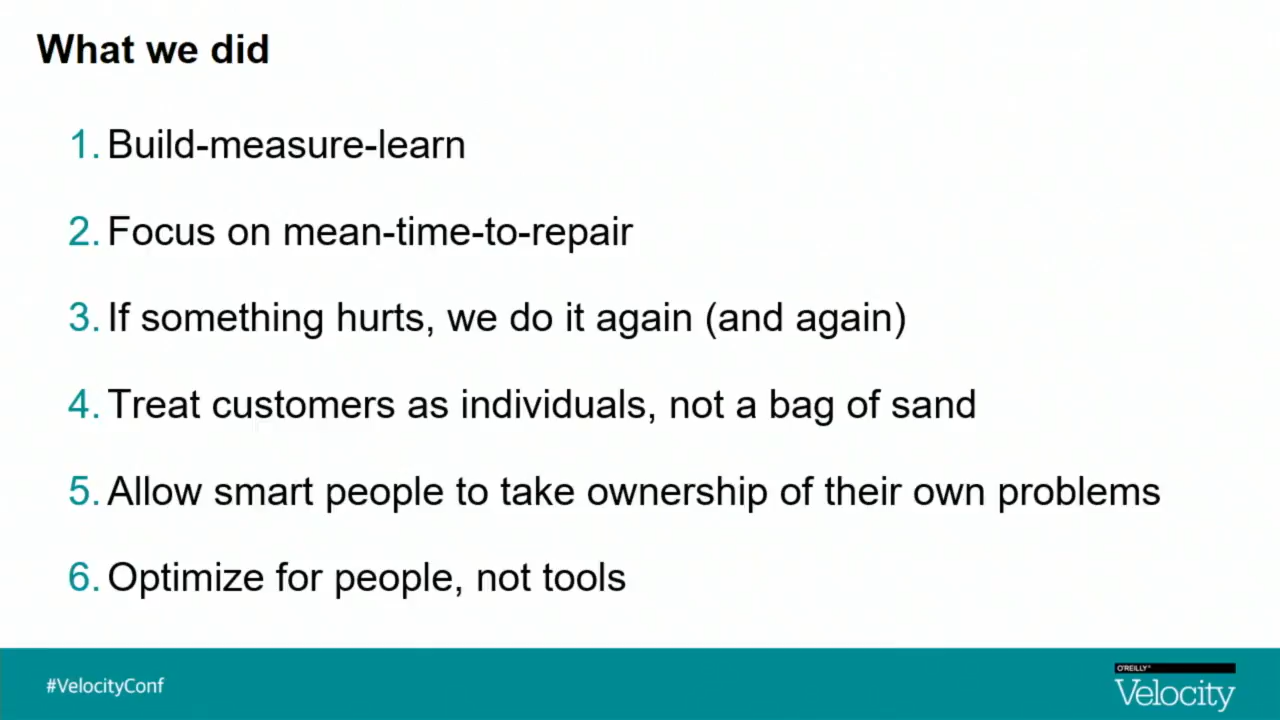 What we did
1. Build-measure-learn
2. Focus on mean-time-to-repair
3. If something hurts, we do it again (and again)
4. Treat customers as individuals, not a bag of sand
5. Allow smart people to take ownership of their own problems
6. Optimize for people, not tools
#VelocityConf
O'REILLY™
Velocity